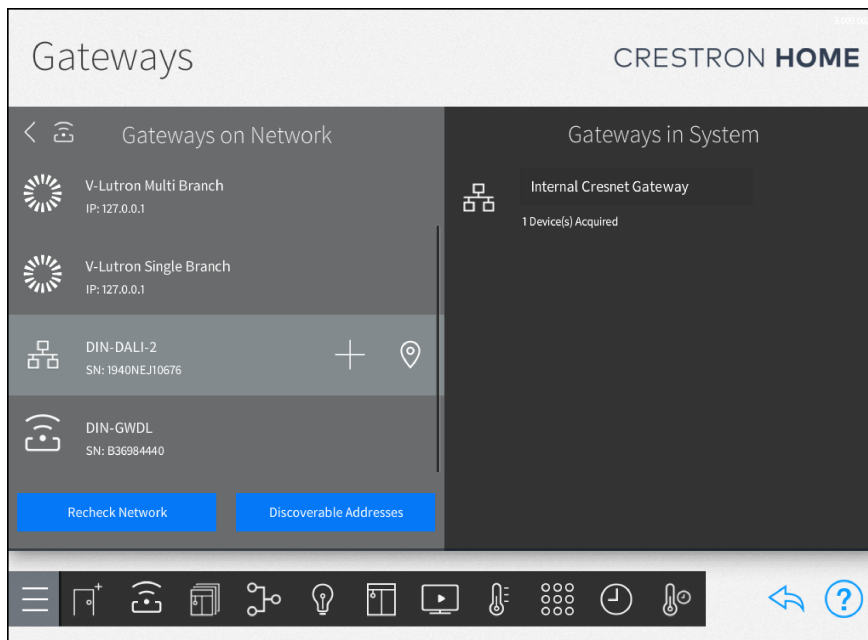 Gateways
CRESTRON HOME
Gateways on Network
Gateways in System
V-Lutron Multi Branch
IP: 127.0.0.1
V-Lutron Single Branch
IP: 127.0.0.1
DIN-DALI-2
SN: 1940NEJ10676
DIN-GWDL
SN: B36984440
Recheck Network
Discoverable Addresses
Internal Cresnet Gateway
1 Device(s) Acquired
?